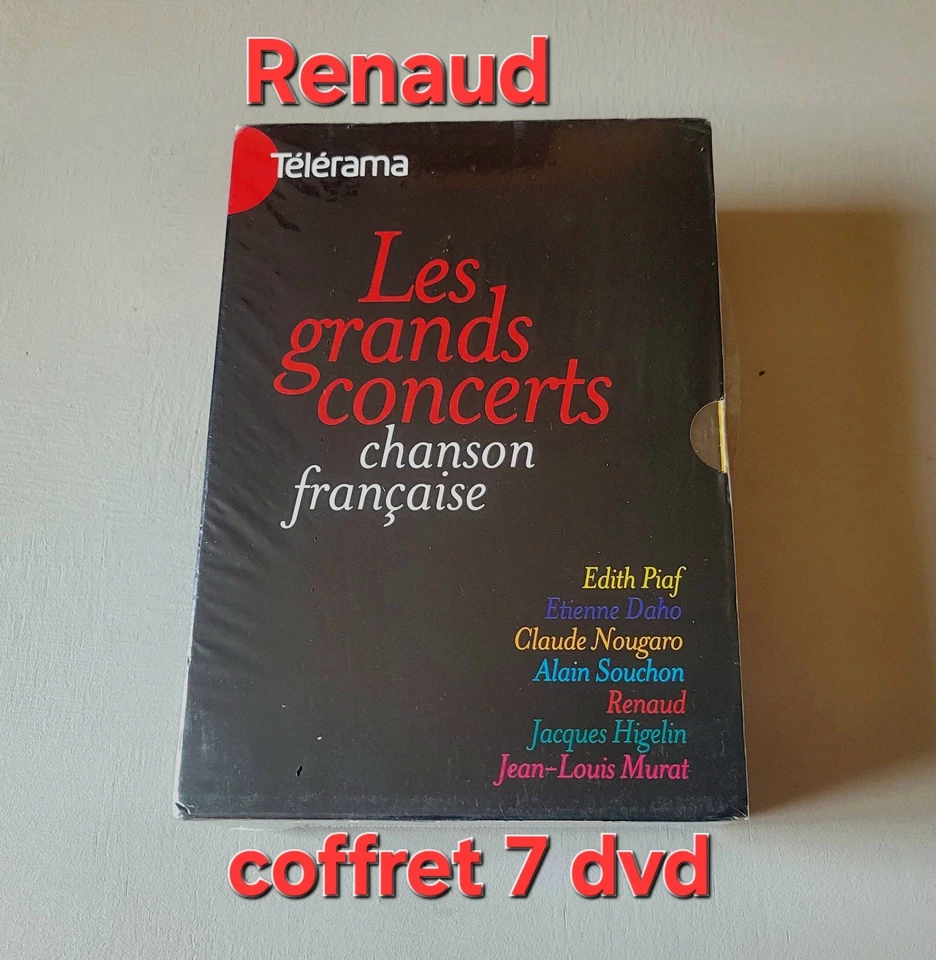 Renaud
Télérama
Les
grands
concerts
chanson
française
Edith Piaf
Etienne Daho
Claude Nougaro
Alain Souchon
Renaud
Jacques Higelin
Jean-Louis Murat
coffret 7 dvd